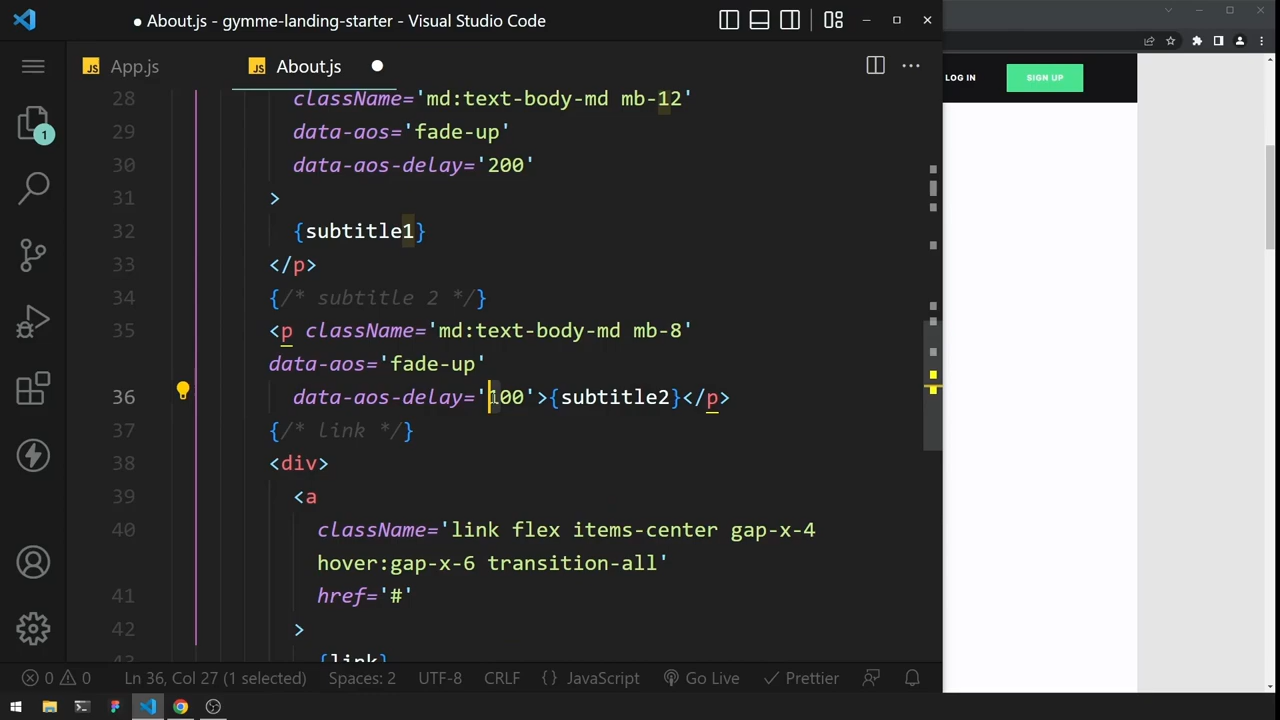 About.js - gymme-landing-starter - Visual Studio Code
JS App.js
JS About.js
LOG IN
SIGN UP
1
28 className='md:text-body-md mb-12'
29 data-aos='fade-up'
30 data-aos-delay='200'
31 >
32 {subtitle1}
33 </p>
34 {/* subtitle 2 */}
35 <p className='md:text-body-md mb-8'
data-aos='fade-up'
36 data-aos-delay='100'>{subtitle2}</p>
37 {/* link */}
38 <div>
39 <a
40 className='link flex items-center gap-x-4
hover:gap-x-6 transition-all'
41 href='#'
42 >
43 {link}
0 0 Ln 36, Col 27 (1 selected) Spaces: 2 UTF-8 CRLF {} JavaScript Go Live Prettier